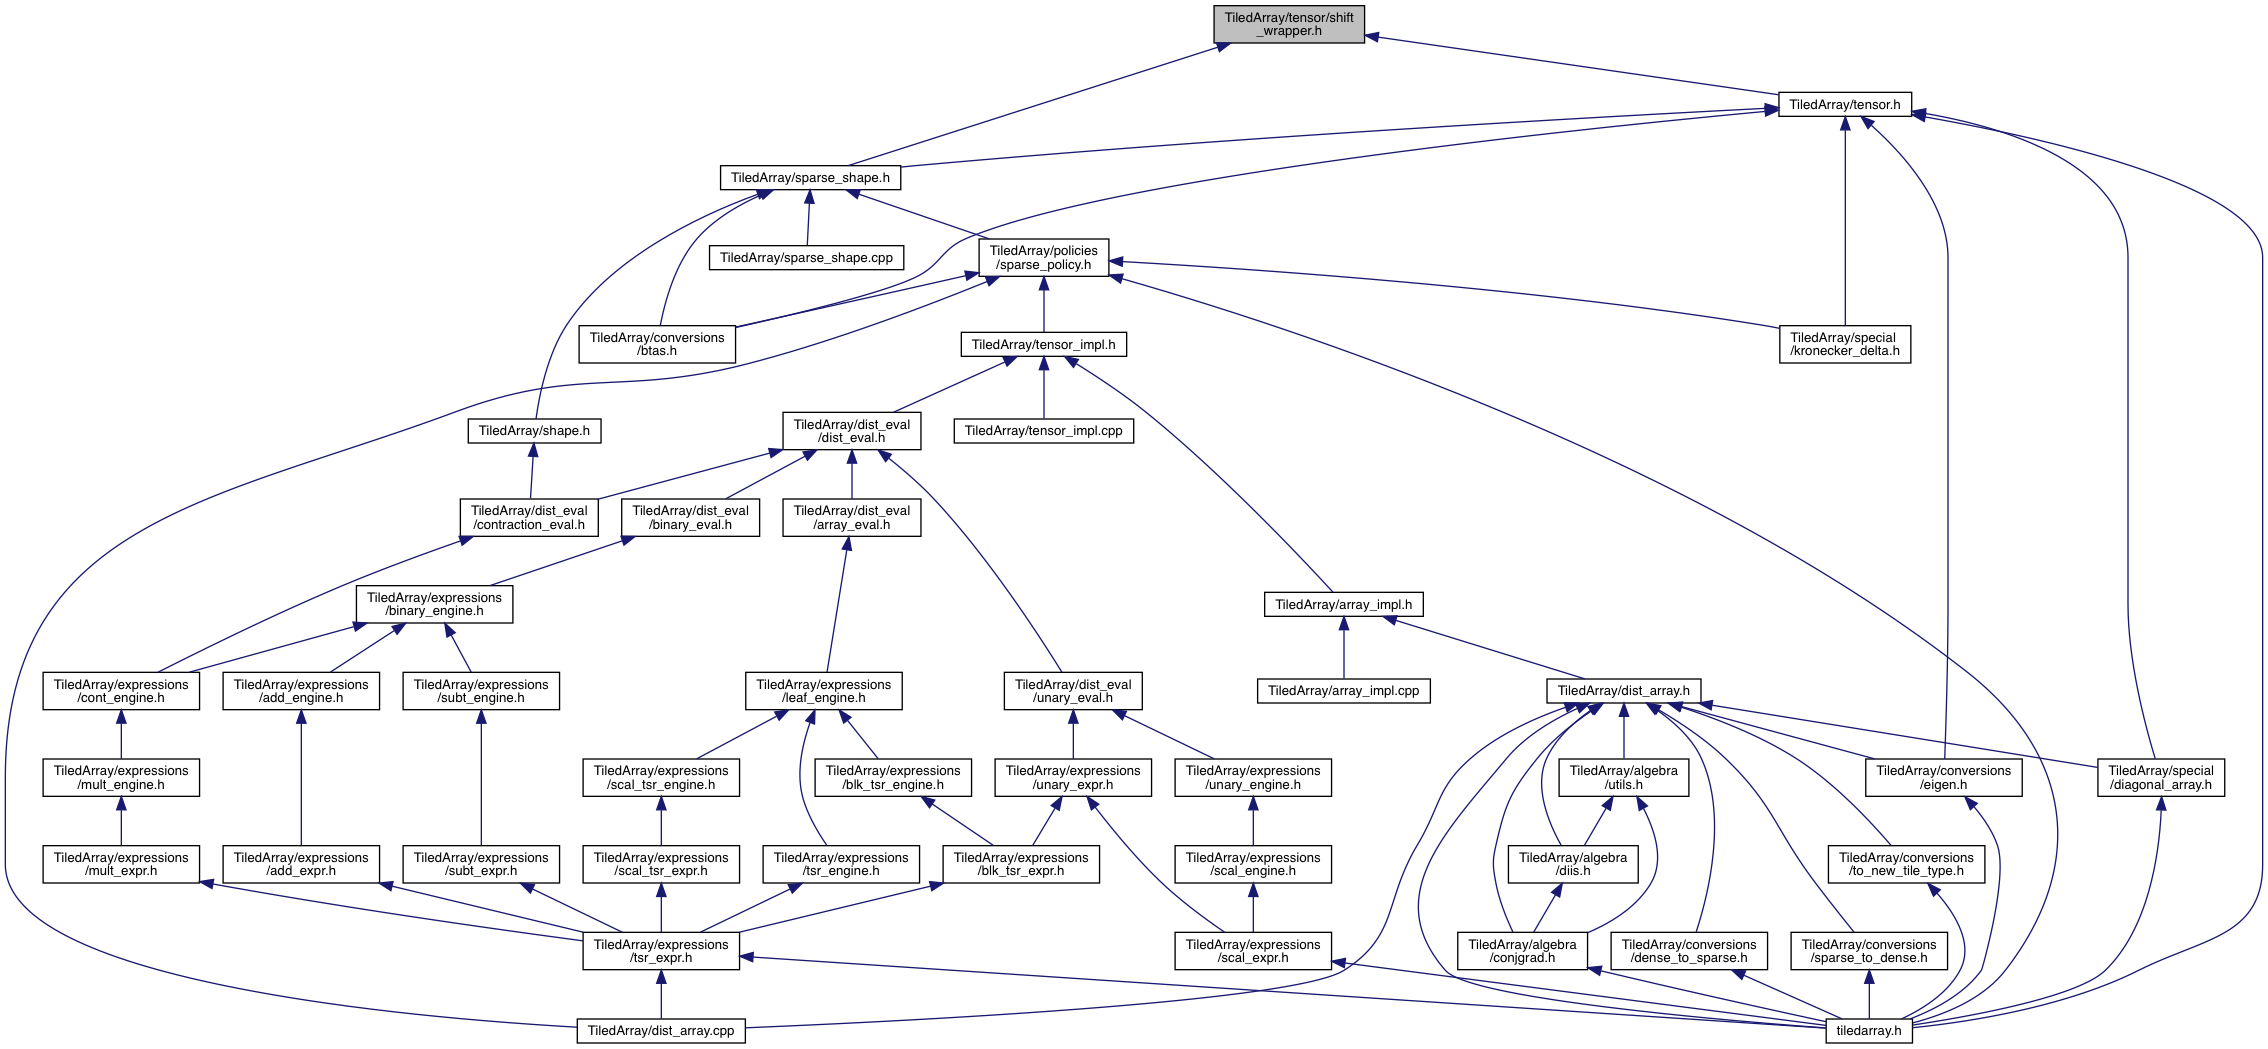 TiledArray/tensor/shift
_wrapper.h
TiledArray/tensor.h
TiledArray/sparse_shape.h
TiledArray/sparse_shape.cpp
TiledArray/policies
/sparse_policy.h
TiledArray/conversions
/btas.h
TiledArray/tensor_impl.h
TiledArray/special
/kronecker_delta.h
TiledArray/shape.h
TiledArray/dist_eval
/dist_eval.h
TiledArray/tensor_impl.cpp
TiledArray/dist_eval
/contraction_eval.h
TiledArray/dist_eval
/binary_eval.h
TiledArray/dist_eval
/array_eval.h
TiledArray/expressions
/binary_engine.h
TiledArray/array_impl.h
TiledArray/expressions
/cont_engine.h
TiledArray/expressions
/add_engine.h
TiledArray/expressions
/subt_engine.h
TiledArray/expressions
/leaf_engine.h
TiledArray/dist_eval
/unary_eval.h
TiledArray/array_impl.cpp
TiledArray/dist_array.h
TiledArray/expressions
/mult_engine.h
TiledArray/expressions
/scal_tsr_engine.h
TiledArray/expressions
/blk_tsr_engine.h
TiledArray/expressions
/unary_expr.h
TiledArray/expressions
/unary_engine.h
TiledArray/algebra
/utils.h
TiledArray/conversions
/eigen.h
TiledArray/special
/diagonal_array.h
TiledArray/expressions
/mult_expr.h
TiledArray/expressions
/add_expr.h
TiledArray/expressions
/subt_expr.h
TiledArray/expressions
/scal_tsr_expr.h
TiledArray/expressions
/tsr_engine.h
TiledArray/expressions
/blk_tsr_expr.h
TiledArray/expressions
/scal_engine.h
TiledArray/algebra
/diis.h
TiledArray/conversions
/to_new_tile_type.h
TiledArray/expressions
/tsr_expr.h
TiledArray/expressions
/scal_expr.h
TiledArray/algebra
/conjgrad.h
TiledArray/conversions
/dense_to_sparse.h
TiledArray/conversions
/sparse_to_dense.h
TiledArray/dist_array.cpp
tiledarray.h